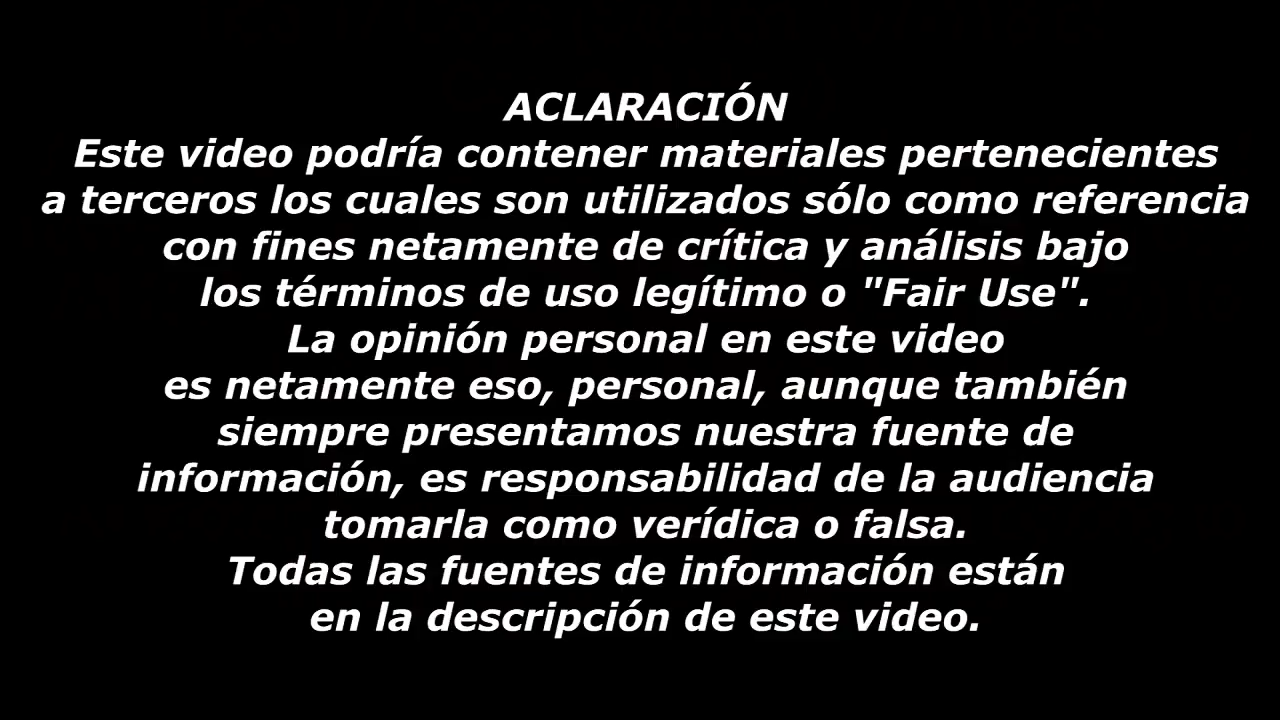 ACLARACIÓN
Este video podría contener materiales pertenecientes
a terceros los cuales son utilizados sólo como referencia
con fines netamente de crítica y análisis bajo
los términos de uso legítimo o "Fair Use".
La opinión personal en este video
es netamente eso, personal, aunque también
siempre presentamos nuestra fuente de
información, es responsabilidad de la audiencia
tomarla como verídica o falsa.
Todas las fuentes de información están
en la descripción de este video.